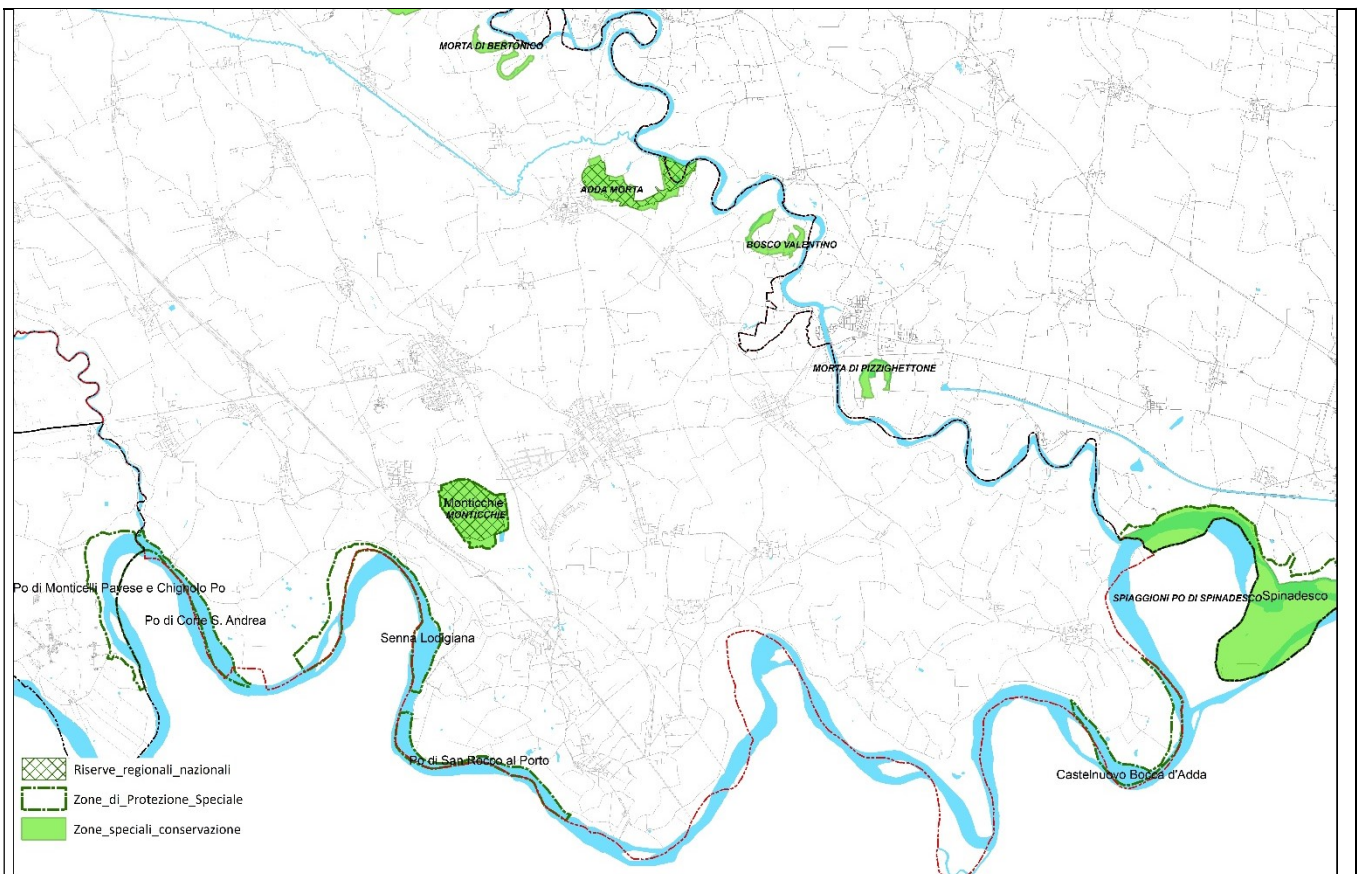 MORTA DI BERTONICO
ADDA MORTA
BOSCO VALENTINO
MORTA DI PIZZIGHETTONE
Monticchie
MONTICCHIE
Po di Monticelli Pavese e Chignolo Po
SPIAGGIONI PO DI SPINADESCO
Spinadesco
Po di Corte S. Andrea
Senna Lodigiana
Po di San Rocco al Porto
Castelnuovo Bocca d'Adda
Riserve_regionali_nazionali
Zone_di_Protezione_Speciale
Zone_speciali_conservazione